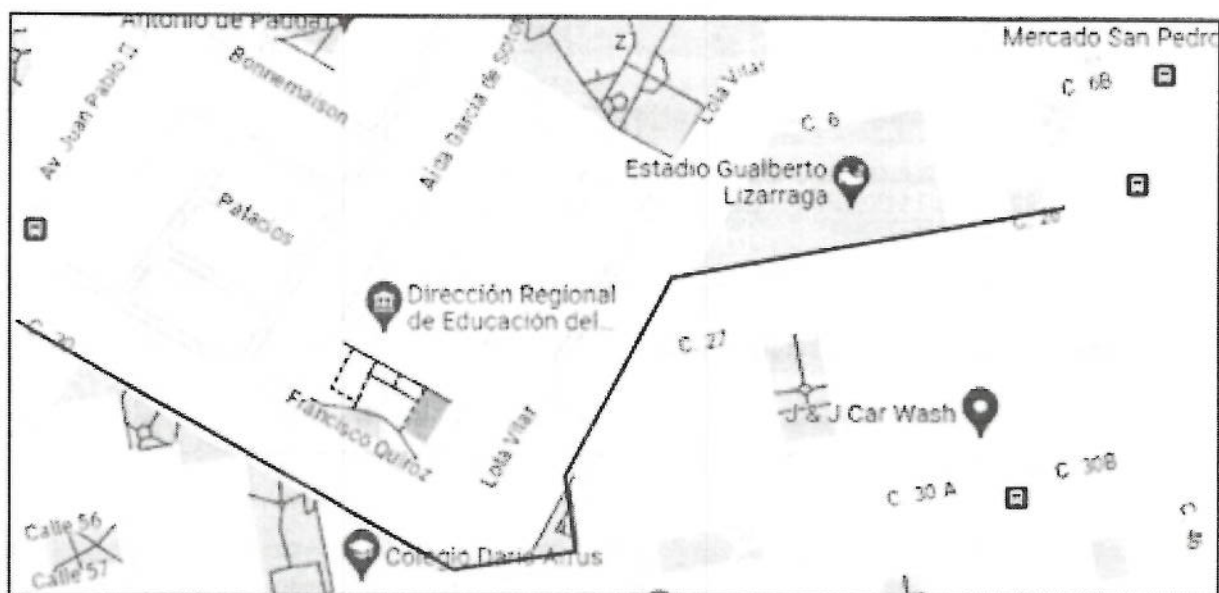 Antonio de Padua
Mercado San Pedro
Av Juan Pablo II
Bonnemaison
Aida Garcia de Sotos
Z
Lola Vilar
C 6
C 6B
Estadio Gualberto
Lizarraga
Palacios
C. 26
Dirección Regional
de Educación del...
C. 30
C. 27
Francisco Quiroz
Lola Vilar
J & J Car Wash
C 30 A
C 30B
Calle 56
Calle 57
Colegio Dario